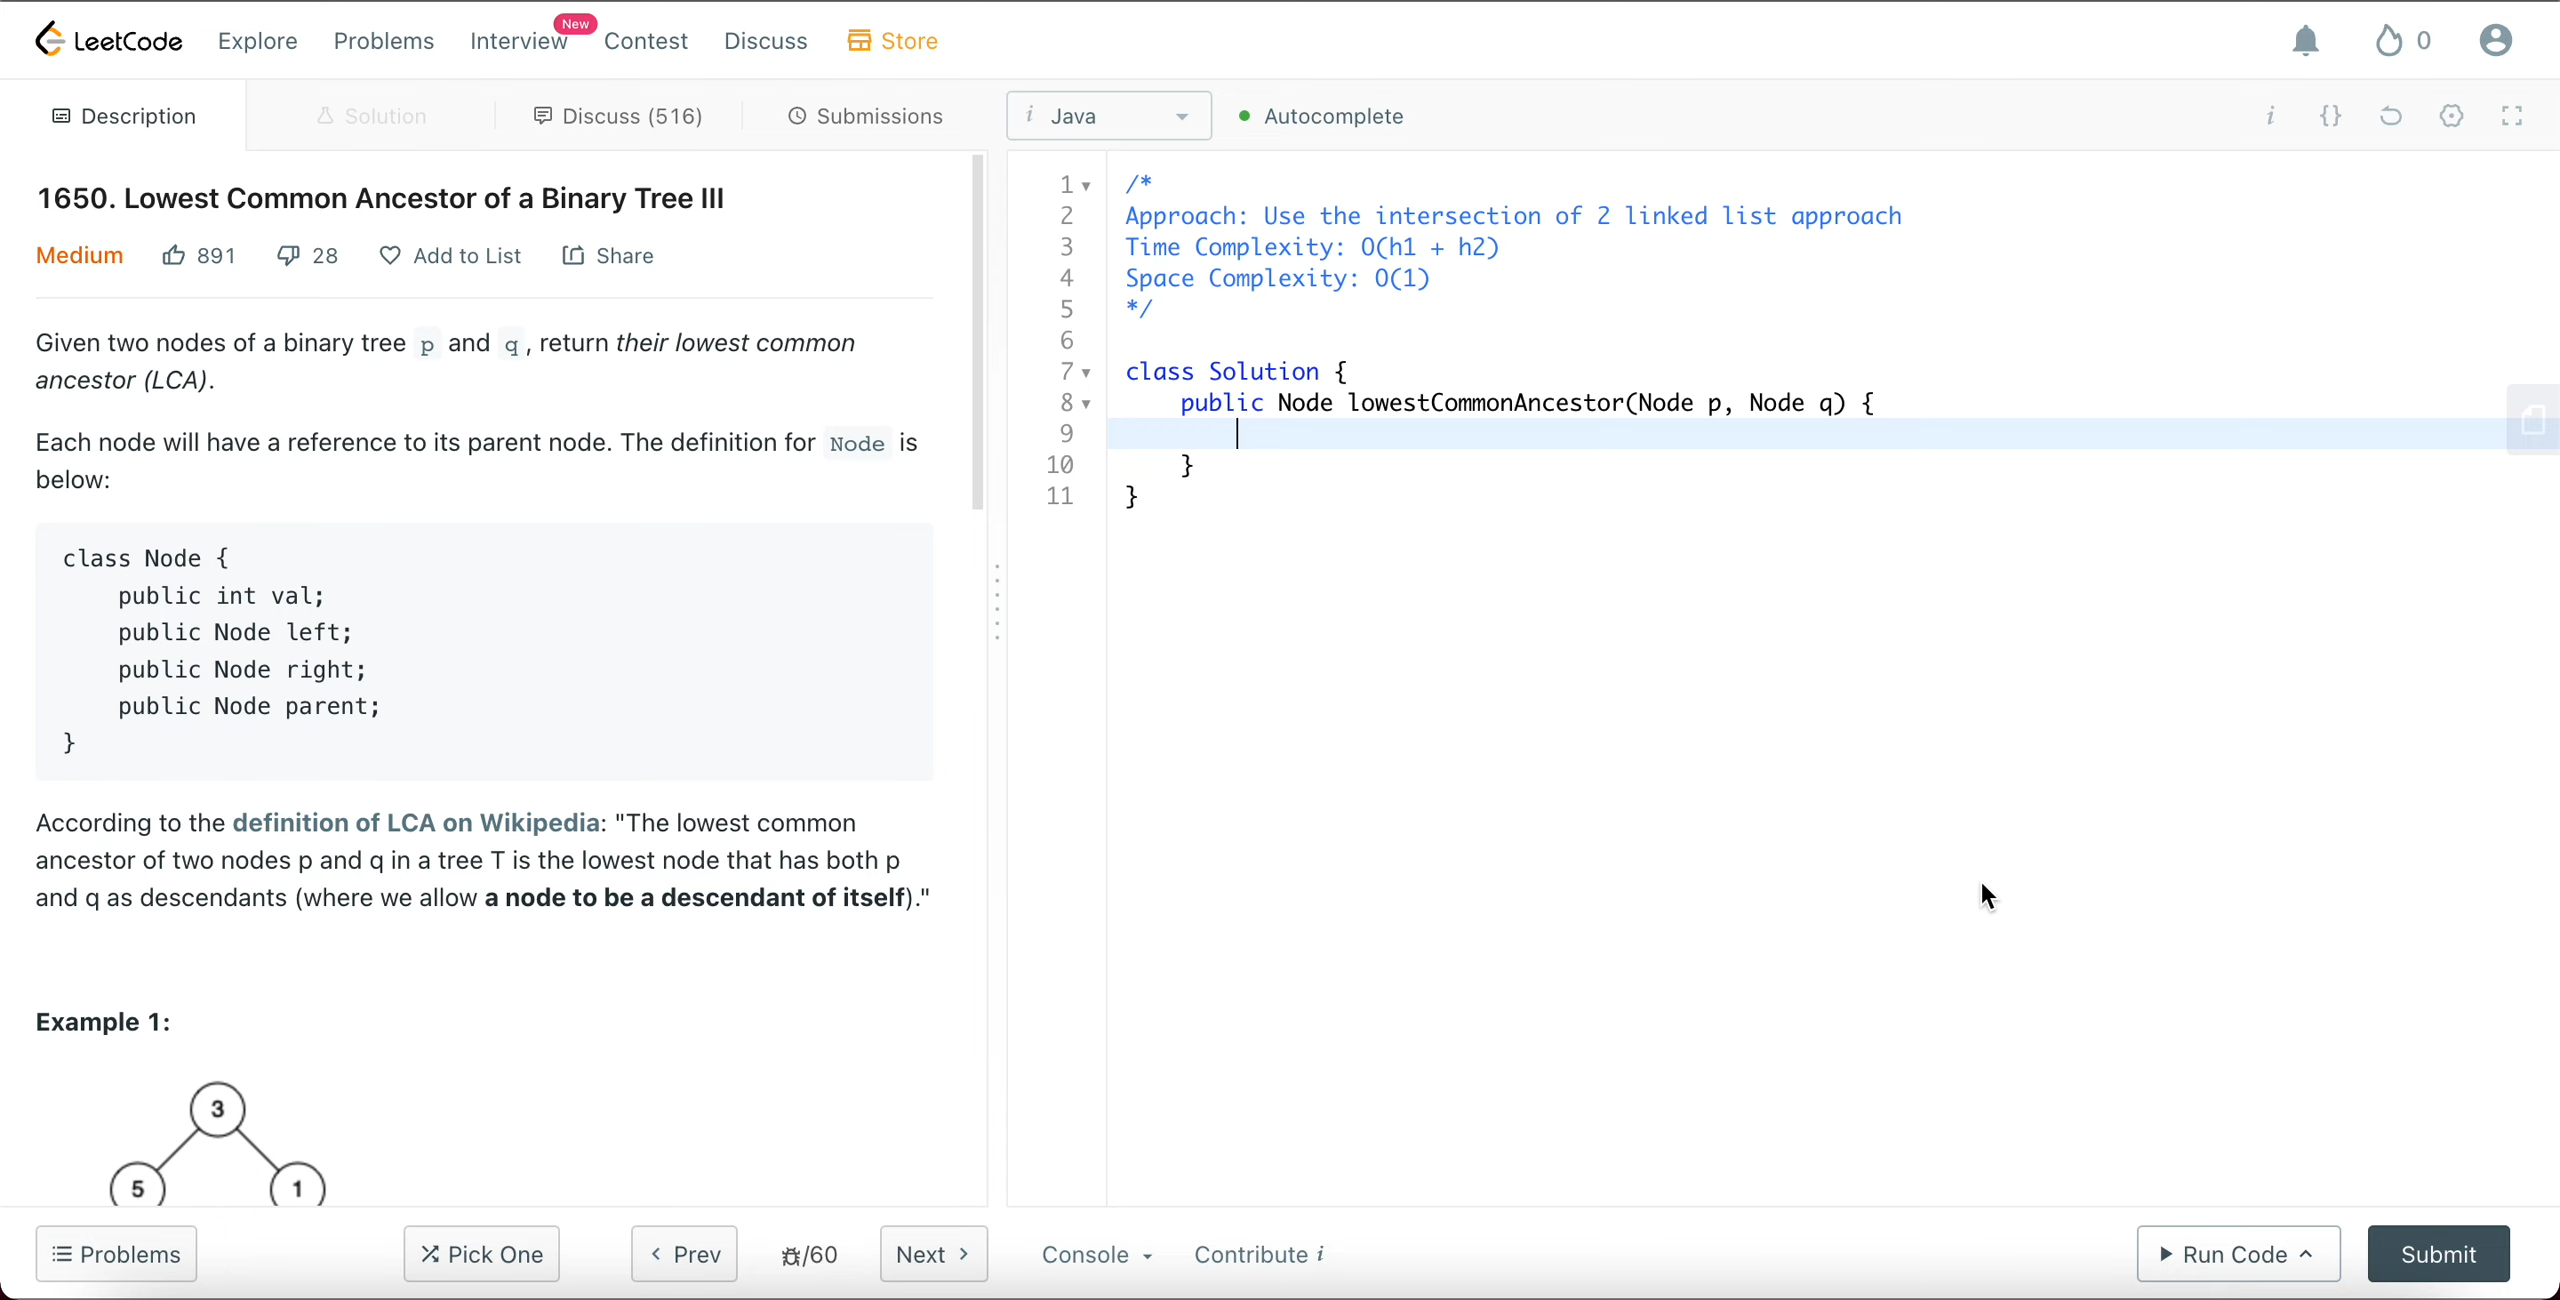 LeetCode Explore Problems Interview New Contest Discuss Store 0
Description Solution Discuss (516) Submissions
1650. Lowest Common Ancestor of a Binary Tree III
Medium 891 28 Add to List Share
Given two nodes of a binary tree p and q, return their lowest common
ancestor (LCA).
Each node will have a reference to its parent node. The definition for Node is
below:
class Node {
    public int val;
    public Node left;
    public Node right;
    public Node parent;
}
According to the definition of LCA on Wikipedia: "The lowest common
ancestor of two nodes p and q in a tree T is the lowest node that has both p
and q as descendants (where we allow a node to be a descendant of itself)."
Example 1:
3
5 1
Problems Pick One Prev /60 Next
i Java Autocomplete i {}
1 /*
2 Approach: Use the intersection of 2 linked list approach
3 Time Complexity: O(h1 + h2)
4 Space Complexity: O(1)
5 */
6
7 class Solution {
8     public Node lowestCommonAncestor(Node p, Node q) {
9
10     }
11 }
Console Contribute i Run Code Submit